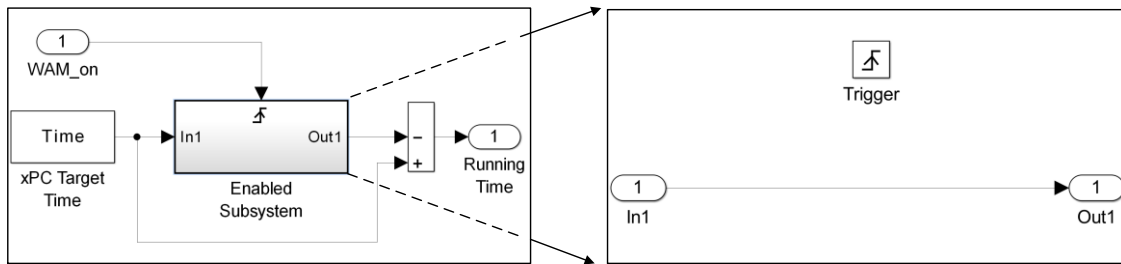 1
WAM_on
Time
xPC Target
Time
In1
Out1
Enabled
Subsystem
−
+
1
Running
Time
Trigger
1
In1
1
Out1